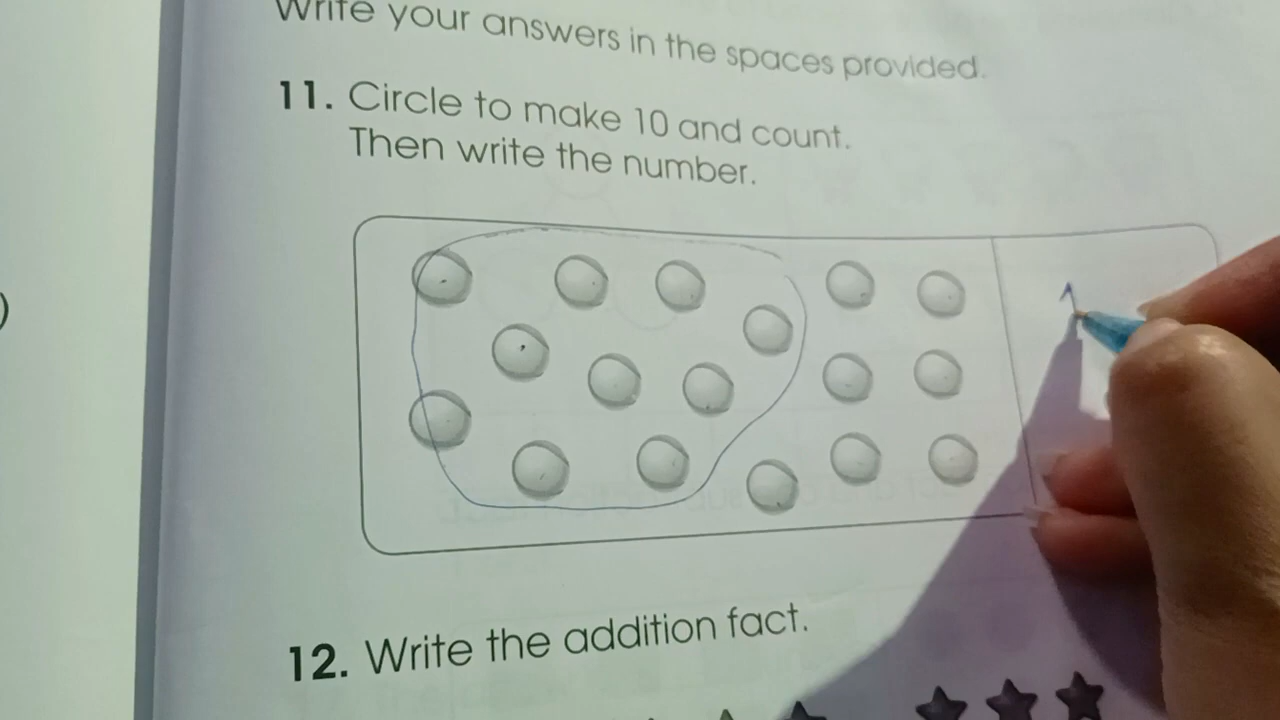 Write your answers in the spaces provided.
11. Circle to make 10 and count.
Then write the number.
1
)
12. Write the addition fact.